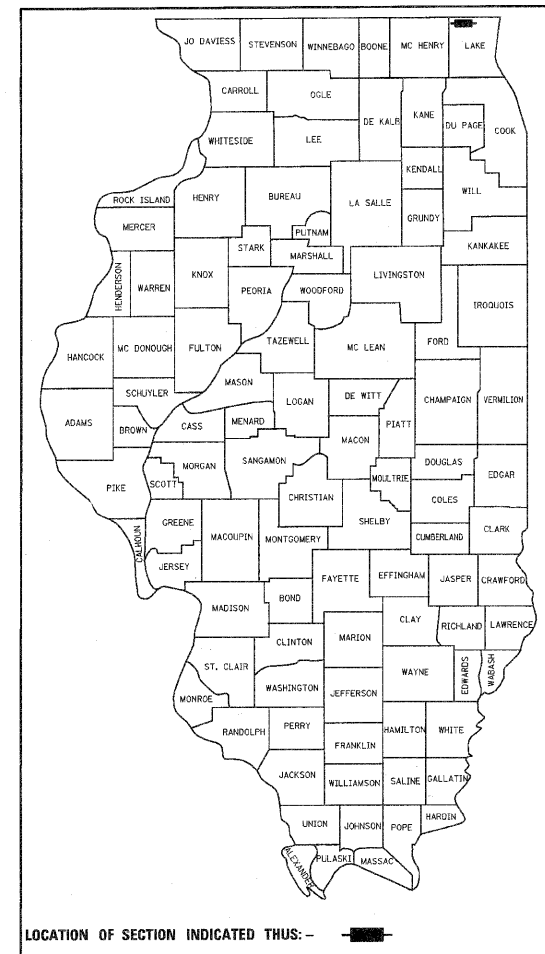 JO DAVIESS STEVENSON WINNEBAGO BOONE MC HENRY LAKE
CARROLL OGLE DE KALB KANE DU PAGE COOK
WHITESIDE LEE KENDALL WILL
ROCK ISLAND HENRY BUREAU LA SALLE GRUNDY
MERCER PUTNAM KANKAKEE
HENDERSON WARREN KNOX STARK MARSHALL LIVINGSTON
PEORIA WOODFORD IROQUOIS
HANCOCK MC DONOUGH FULTON TAZEWELL MC LEAN FORD
SCHUYLER MASON LOGAN DE WITT CHAMPAIGN VERMILION
ADAMS BROWN CASS MENARD MACON PIATT
PIKE SCOTT MORGAN SANGAMON MOULTRIE DOUGLAS EDGAR
CHRISTIAN COLES
CALHOUN GREENE MACOUPIN MONTGOMERY SHELBY CUMBERLAND CLARK
JERSEY FAYETTE EFFINGHAM JASPER CRAWFORD
MADISON BOND CLAY RICHLAND LAWRENCE
CLINTON MARION
ST. CLAIR WASHINGTON JEFFERSON WAYNE EDWARDS WABASH
MONROE
RANDOLPH PERRY HAMILTON WHITE
FRANKLIN
JACKSON WILLIAMSON SALINE GALLATIN
UNION JOHNSON POPE HARDIN
ALEXANDER PULASKI MASSAC
LOCATION OF SECTION INDICATED THUS:-